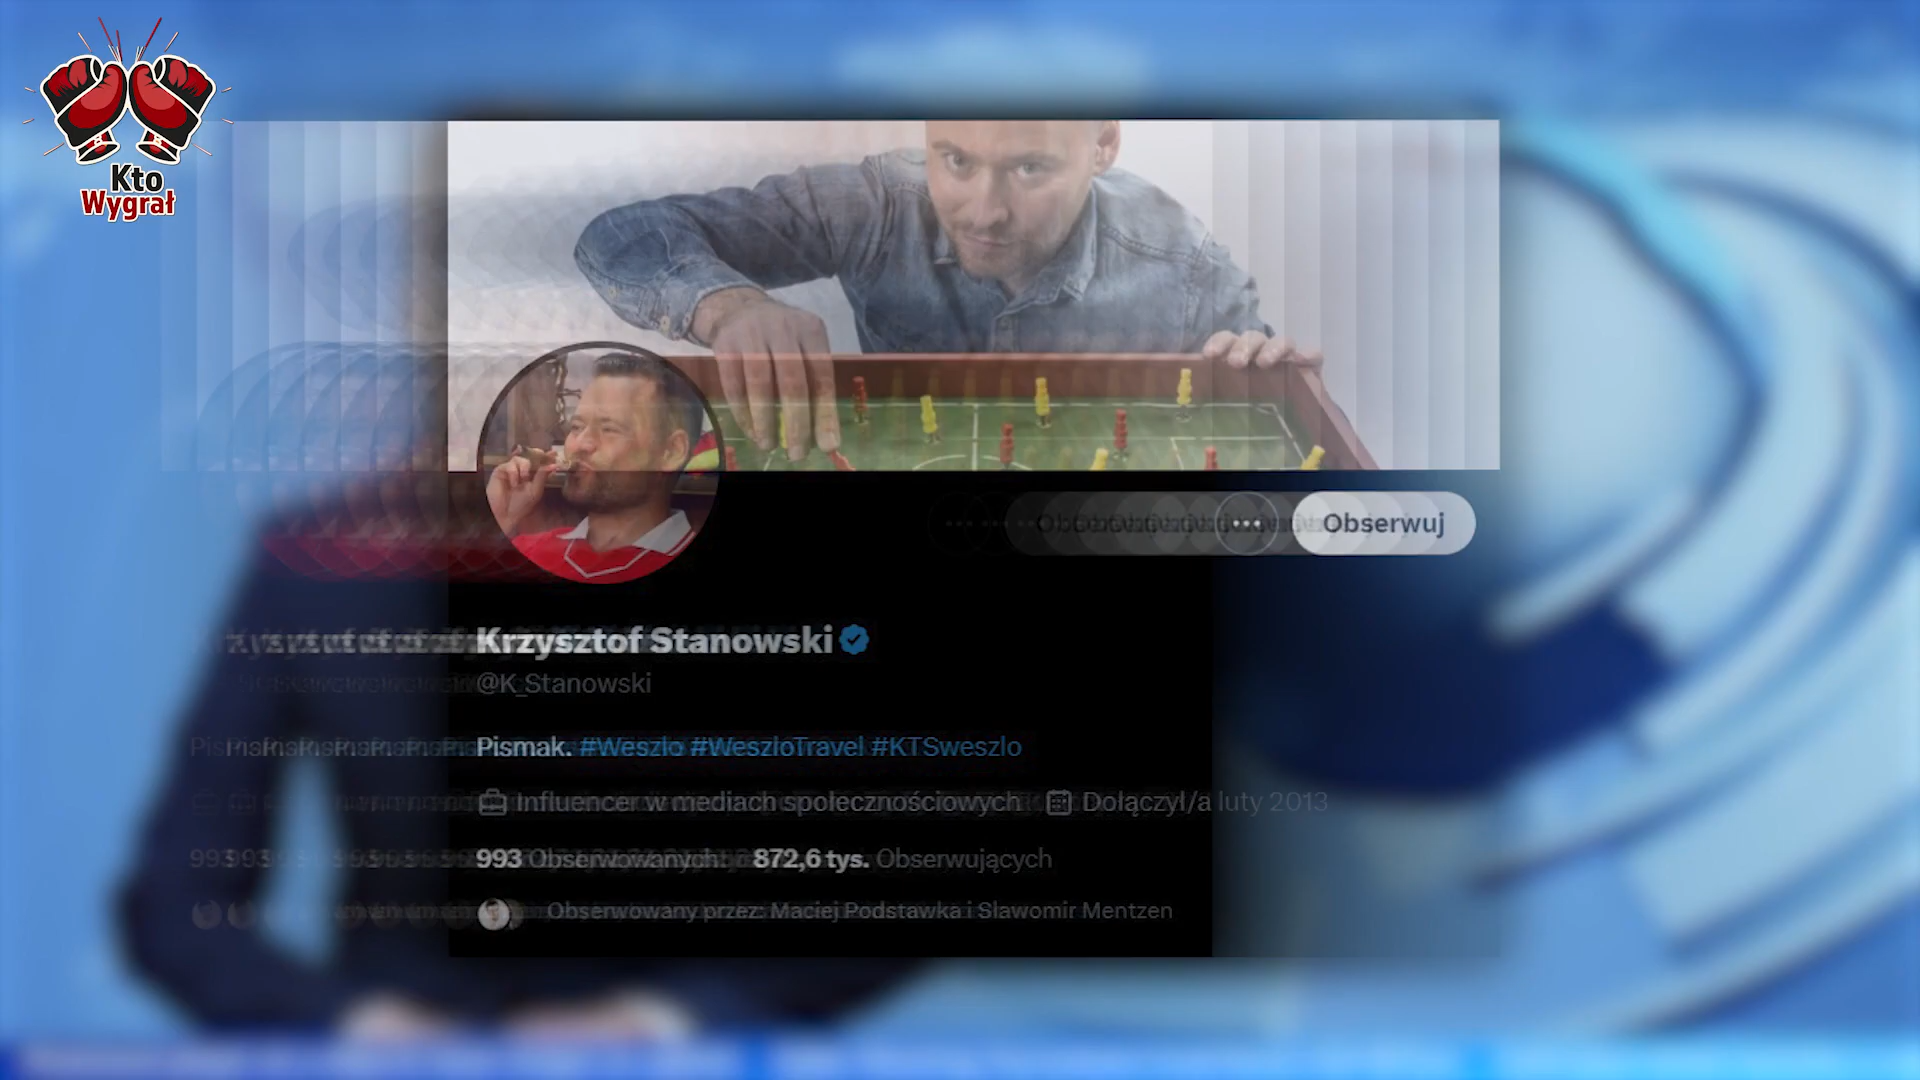 Kto
Wygrał
Obserwuj
Krzysztof Stanowski
@K_Stanowski
Pismak. #Weszlo #WeszloTravel #KTSweszlo
Influencer w mediach społecznościowych Dołączył/a luty 2013
993 Obserwowanych 872,6 tys. Obserwujących
Obserwowany przez: Maciej Podstawka i Sławomir Mentzen